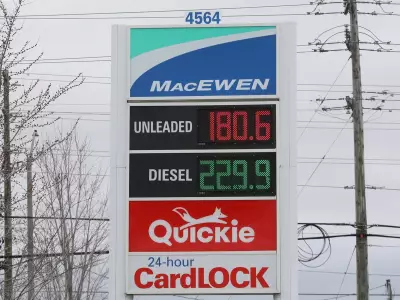 4564
MACEWEN
UNLEADED 180.6
DIESEL 229.9
QUICKIE
24-hour
CardLOCK